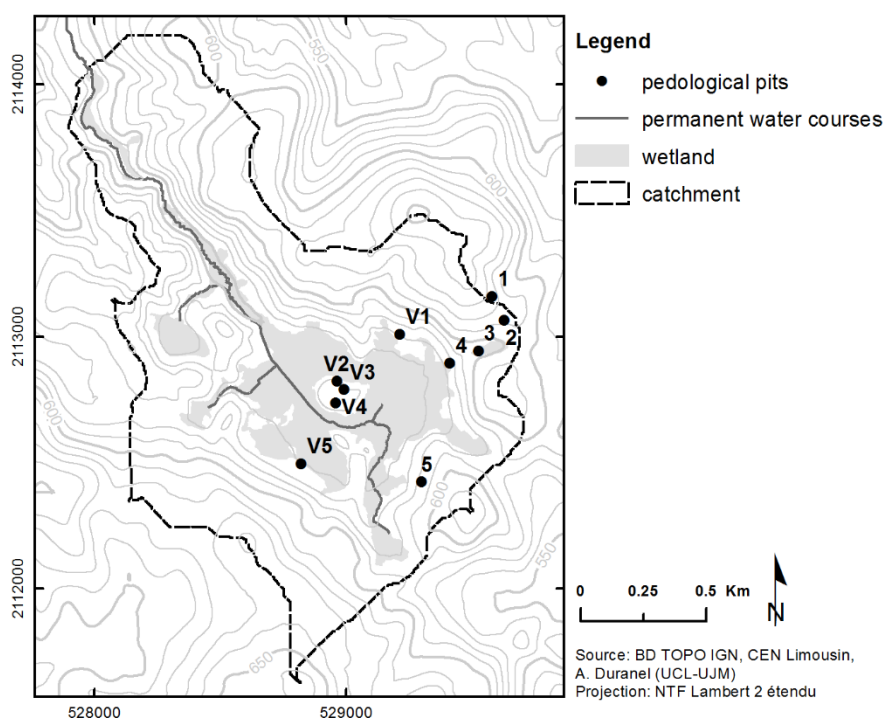 2114000
2113000
2112000
528000
529000
600
550
600
600
600
550
650
1
2
3
4
V1
V2
V3
V4
V5
5
Legend
pedological pits
permanent water courses
wetland
catchment
0 0.25 0.5 Km
N
Source: BD TOPO IGN, CEN Limousin,
A. Duranel (UCL-UJM)
Projection: NTF Lambert 2 étendu